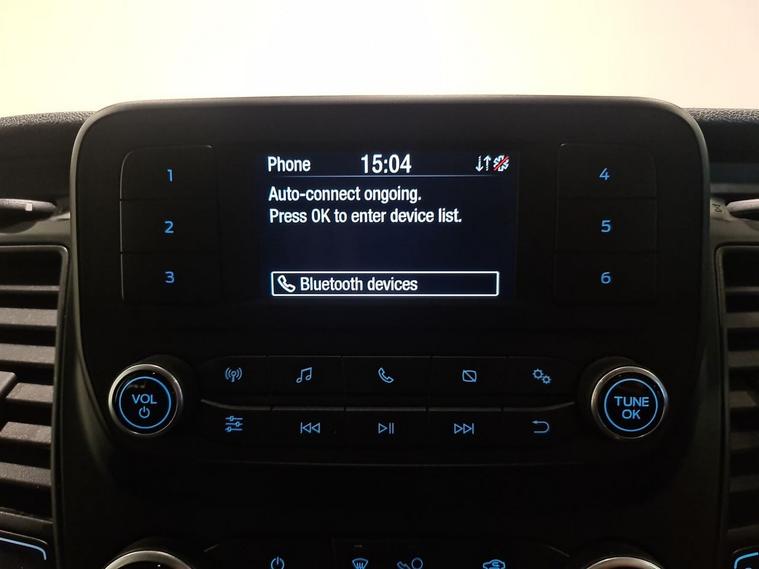 Phone 15:04
Auto-connect ongoing.
Press OK to enter device list.
Bluetooth devices
1
2
3
4
5
6
VOL
TUNE
OK